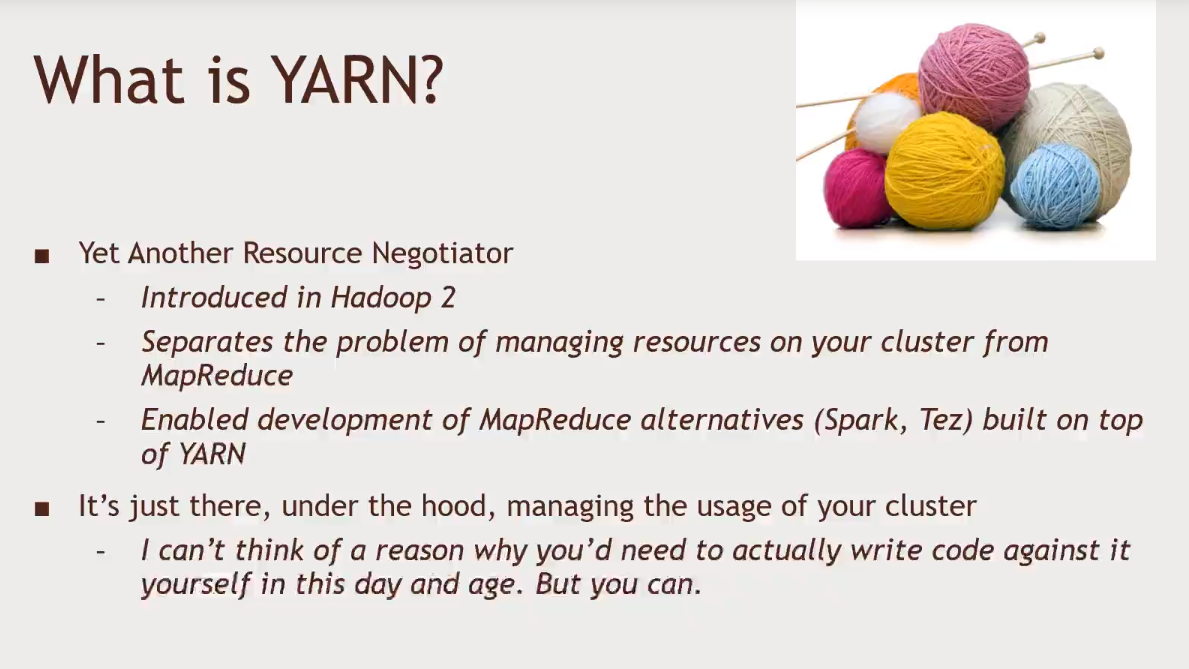 What is YARN?
■ Yet Another Resource Negotiator
- Introduced in Hadoop 2
- Separates the problem of managing resources on your cluster from
MapReduce
- Enabled development of MapReduce alternatives (Spark, Tez) built on top
of YARN
■ It’s just there, under the hood, managing the usage of your cluster
- I can’t think of a reason why you’d need to actually write code against it
yourself in this day and age. But you can.